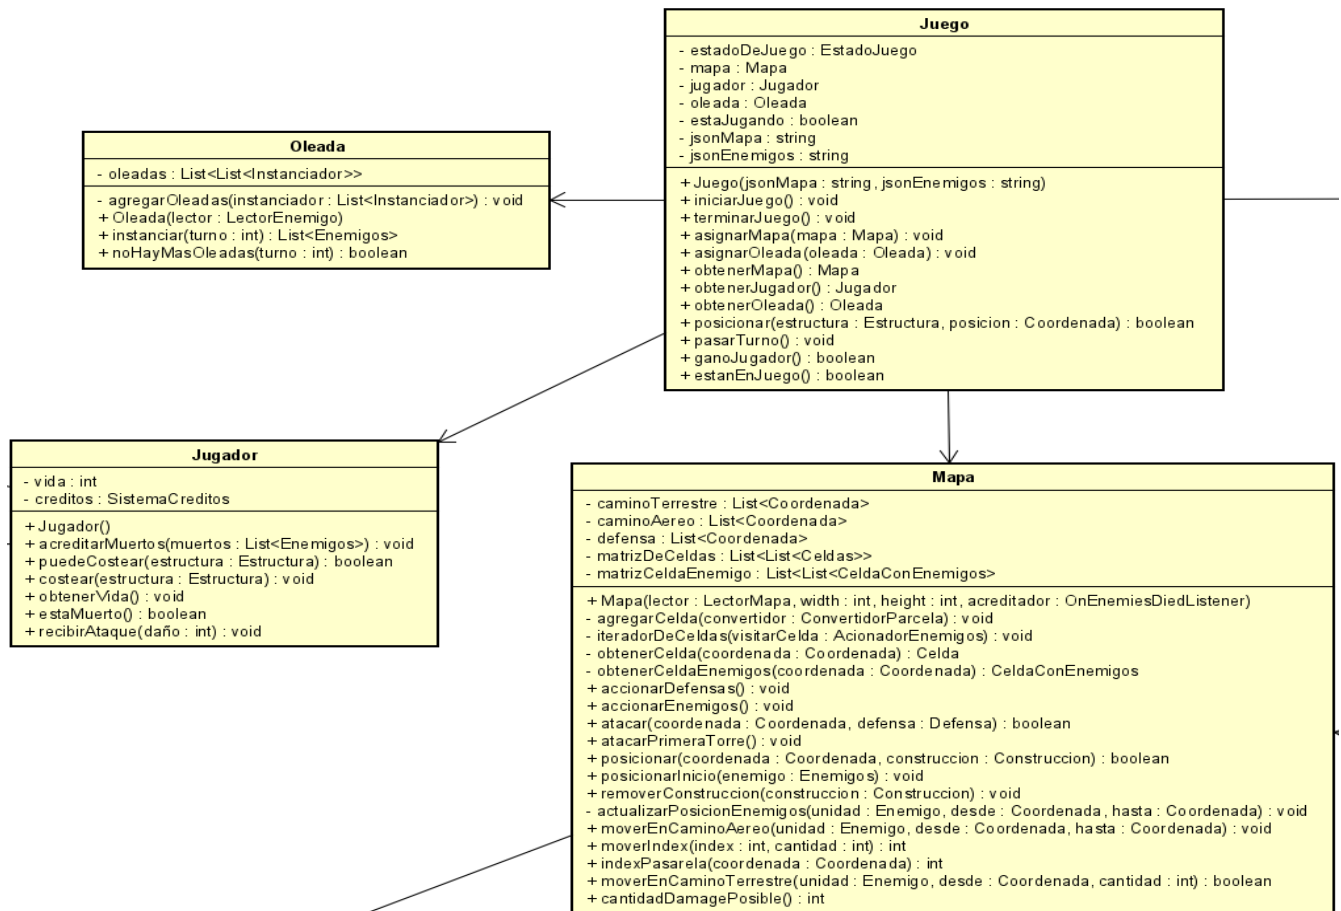 Juego
- estadoDeJuego : EstadoJuego
- mapa : Mapa
- jugador : Jugador
- oleada : Oleada
- estaJugando : boolean
- jsonMapa : string
- jsonEnemigos : string
+ Juego(jsonMapa : string, jsonEnemigos : string)
+ iniciarJuego() : void
+ terminarJuego() : void
+ asignarMapa(mapa : Mapa) : void
+ asignarOleada(oleada : Oleada) : void
+ obtenerMapa() : Mapa
+ obtenerJugador() : Jugador
+ obtenerOleada() : Oleada
+ posicionar(estructura : Estructura, posicion : Coordenada) : boolean
+ pasarTurno() : void
+ ganoJugador() : boolean
+ estanEnJuego() : boolean
Oleada
- oleadas : List<List<Instanciador>>
- agregarOleadas(instanciador : List<Instanciador>) : void
+ Oleada(lector : LectorEnemigo)
+ instanciar(turno : int) : List<Enemigos>
+ noHayMasOleadas(turno : int) : boolean
Jugador
- vida : int
- creditos : SistemaCreditos
+ Jugador()
+ acreditarMuertos(muertos : List<Enemigos>) : void
+ puedeCostear(estructura : Estructura) : boolean
+ costear(estructura : Estructura) : void
+ obtenerVida() : void
+ estaMuerto() : boolean
+ recibirAtaque(daño : int) : void
Mapa
- caminoTerrestre : List<Coordenada>
- caminoAereo : List<Coordenada>
- defensa : List<Coordenada>
- matrizDeCeldas : List<List<Celdas>>
- matrizCeldaEnemigo : List<List<CeldaConEnemigos>
+ Mapa(lector : LectorMapa, width : int, height : int, acreditador : OnEnemiesDiedListener)
- agregarCelda(convertidor : ConvertidorParcela) : void
- iteradorDeCeldas(visitarCelda : AcionadorEnemigos) : void
- obtenerCelda(coordenada : Coordenada) : Celda
- obtenerCeldaEnemigos(coordenada : Coordenada) : CeldaConEnemigos
+ accionarDefensas() : void
+ accionarEnemigos() : void
+ atacar(coordenada : Coordenada, defensa : Defensa) : boolean
+ atacarPrimeraTorre() : void
+ posicionar(coordenada : Coordenada, construccion : Construccion) : boolean
+ posicionarInicio(enemigo : Enemigos) : void
+ removerConstruccion(construccion : Construccion) : void
- actualizarPosicionEnemigos(unidad : Enemigo, desde : Coordenada, hasta : Coordenada) : void
+ moverEnCaminoAereo(unidad : Enemigo, desde : Coordenada, hasta : Coordenada) : void
+ moverIndex(index : int, cantidad : int) : int
+ indexPasarela(coordenada : Coordenada) : int
+ moverEnCaminoTerrestre(unidad : Enemigo, desde : Coordenada, cantidad : int) : boolean
+ cantidadDamagePosible() : int